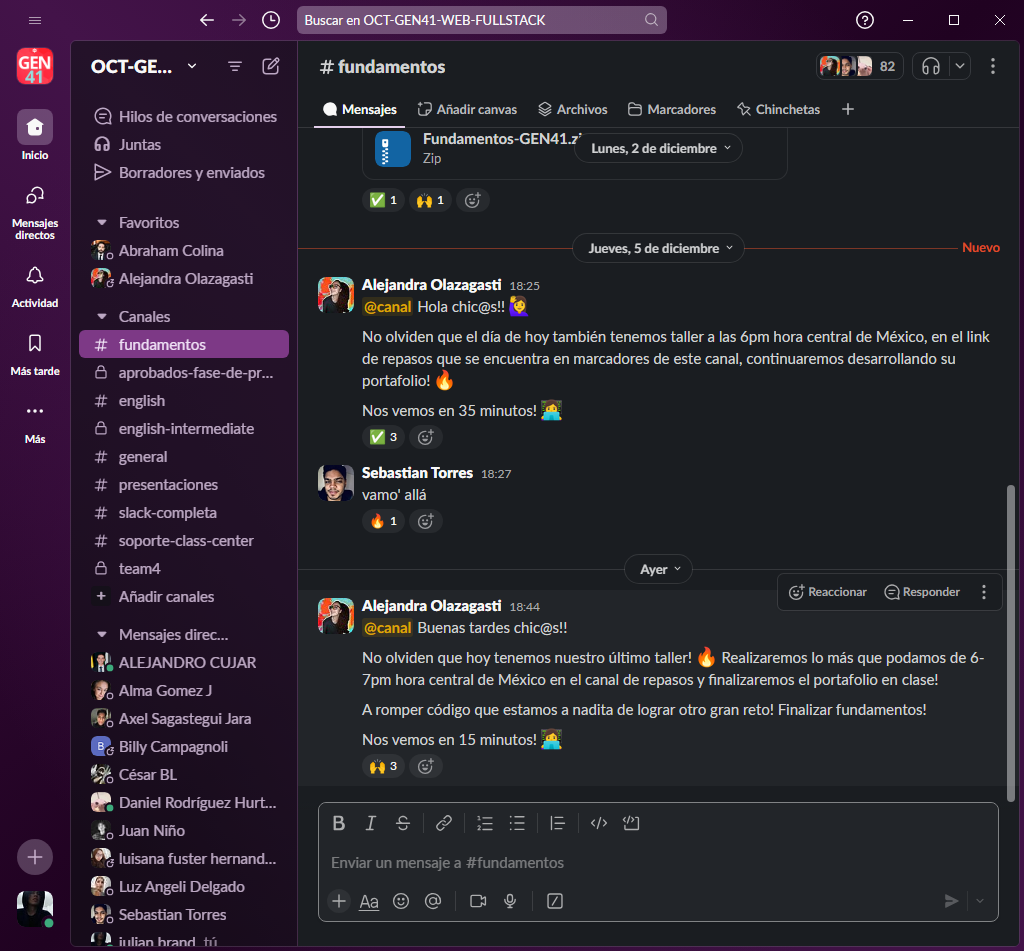 Buscar en OCT-GEN41-WEB-FULLSTACK
GEN
41
Inicio
Mensajes
directos
Actividad
Más tarde
Más
OCT-GE...
Hilos de conversaciones
Juntas
Borradores y enviados
Favoritos
Abraham Colina
Alejandra Olazagasti
Canales
# fundamentos
aprobados-fase-de-pr...
# english
english-intermediate
# general
# presentaciones
# slack-completa
# soporte-class-center
team4
+ Añadir canales
Mensajes direc...
ALEJANDRO CUJAR
Alma Gomez J
Axel Sagastegui Jara
B Billy Campagnoli
César BL
Daniel Rodríguez Hurt...
Juan Niño
luisana fuster hernand...
Luz Angeli Delgado
Sebastian Torres
julian brand tú
# fundamentos
82
Mensajes
Añadir canvas
Archivos
Marcadores
Chinchetas
Fundamentos-GEN41.zi
Zip
Lunes, 2 de diciembre
✅ 1 🙌 1
Jueves, 5 de diciembre
Nuevo
Alejandra Olazagasti 18:25
@canal Hola chic@s!! 🙋‍♀️
No olviden que el día de hoy también tenemos taller a las 6pm hora central de México, en el link
de repasos que se encuentra en marcadores de este canal, continuaremos desarrollando su
portafolio! 🔥
Nos vemos en 35 minutos! 👩‍💻
✅ 3
Sebastian Torres 18:27
vamo' allá
🔥 1
Ayer
Reaccionar
Responder
Alejandra Olazagasti 18:44
@canal Buenas tardes chic@s!!
No olviden que hoy tenemos nuestro último taller! 🔥 Realizaremos lo más que podamos de 6-
7pm hora central de México en el canal de repasos y finalizaremos el portafolio en clase!
A romper código que estamos a nadita de lograr otro gran reto! Finalizar fundamentos!
Nos vemos en 15 minutos! 👩‍💻
🙌 3
B I S
Enviar un mensaje a #fundamentos
Aa